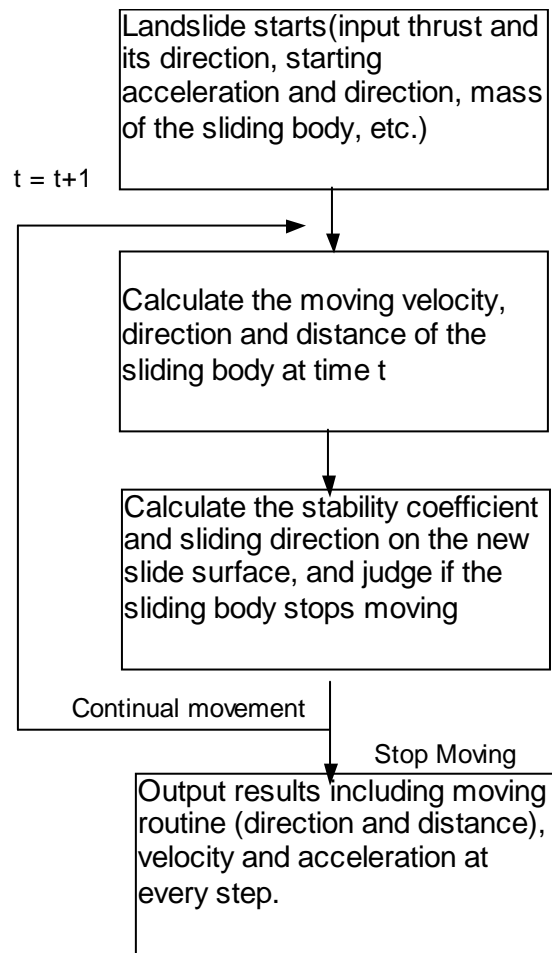 Landslide starts(input thrust and
its direction, starting
acceleration and direction, mass
of the sliding body, etc.)
t = t+1
Calculate the moving velocity,
direction and distance of the
sliding body at time t
Calculate the stability coefficient
and sliding direction on the new
slide surface, and judge if the
sliding body stops moving
Continual movement
Stop Moving
Output results including moving
routine (direction and distance),
velocity and acceleration at
every step.